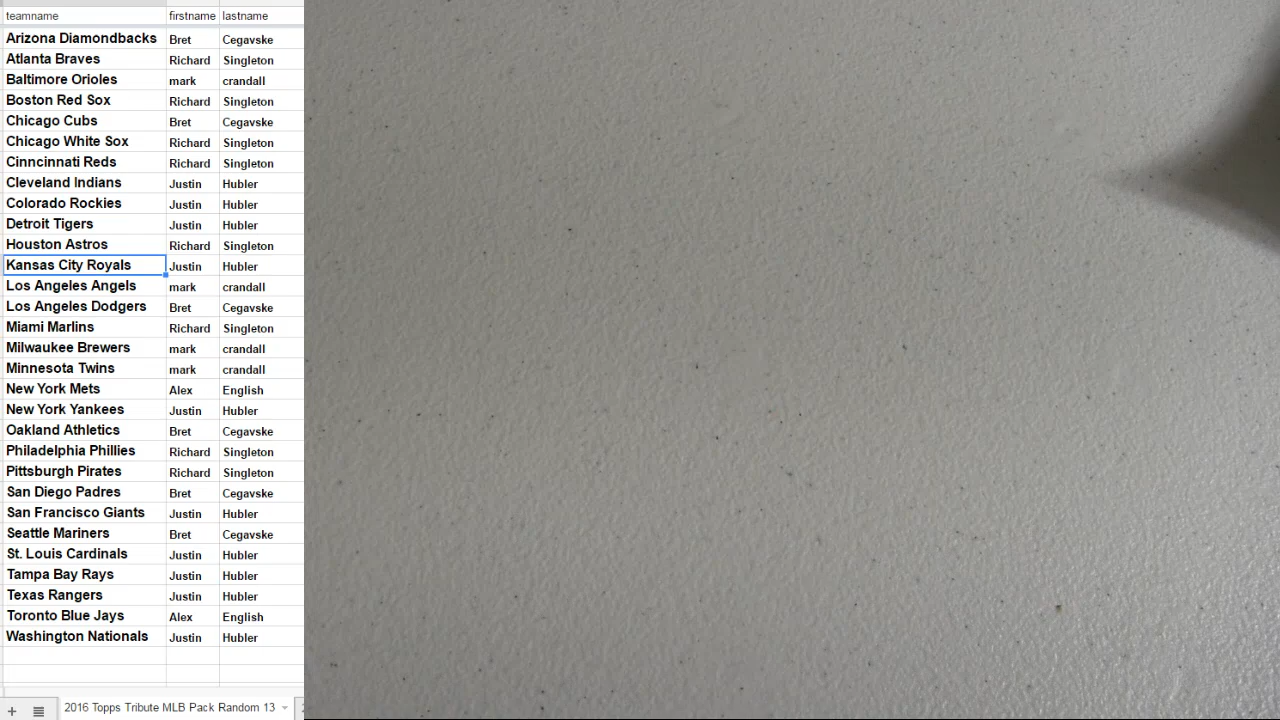 teamname firstname lastname
Arizona Diamondbacks Bret Cegavske
Atlanta Braves Richard Singleton
Baltimore Orioles mark crandall
Boston Red Sox Richard Singleton
Chicago Cubs Bret Cegavske
Chicago White Sox Richard Singleton
Cinncinnati Reds Richard Singleton
Cleveland Indians Justin Hubler
Colorado Rockies Justin Hubler
Detroit Tigers Justin Hubler
Houston Astros Richard Singleton
Kansas City Royals Justin Hubler
Los Angeles Angels mark crandall
Los Angeles Dodgers Bret Cegavske
Miami Marlins Richard Singleton
Milwaukee Brewers mark crandall
Minnesota Twins mark crandall
New York Mets Alex English
New York Yankees Justin Hubler
Oakland Athletics Bret Cegavske
Philadelphia Phillies Richard Singleton
Pittsburgh Pirates Richard Singleton
San Diego Padres Bret Cegavske
San Francisco Giants Justin Hubler
Seattle Mariners Bret Cegavske
St. Louis Cardinals Justin Hubler
Tampa Bay Rays Justin Hubler
Texas Rangers Justin Hubler
Toronto Blue Jays Alex English
Washington Nationals Justin Hubler
2016 Topps Tribute MLB Pack Random 13